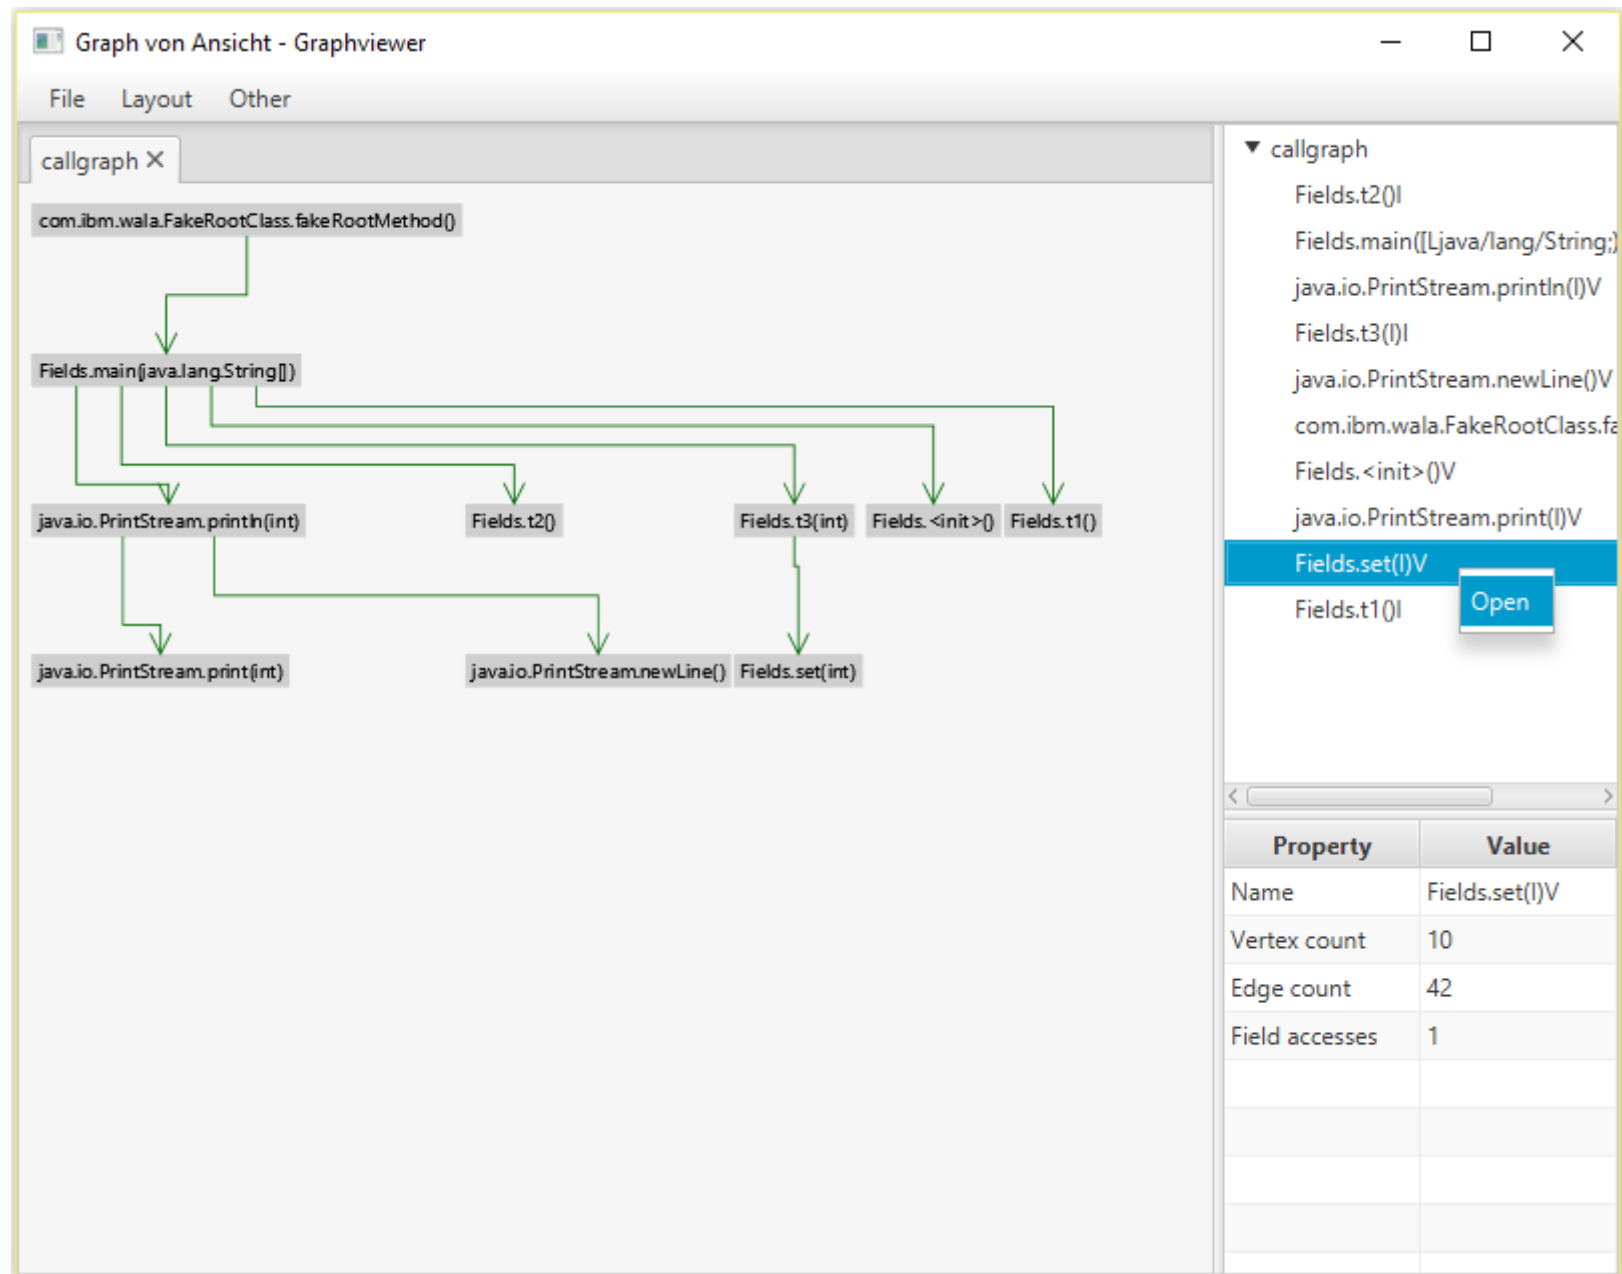 Graph von Ansicht - Graphviewer
File Layout Other
callgraph
com.ibm.wala.FakeRootClass.fakeRootMethod()
Fields.main(java.lang.String[])
java.io.PrintStream.println(int) Fields.t2() Fields.t3(int) Fields.<init>() Fields.t1()
java.io.PrintStream.print(int) java.io.PrintStream.newLine() Fields.set(int)
callgraph
Fields.t2()I
Fields.main([Ljava/lang/String;)
java.io.PrintStream.println(I)V
Fields.t3(I)I
java.io.PrintStream.newLine()V
com.ibm.wala.FakeRootClass.fa
Fields.<init>()V
java.io.PrintStream.print(I)V
Fields.set(I)V
Open
Fields.t1()I
Property Value
Name Fields.set(I)V
Vertex count 10
Edge count 42
Field accesses 1